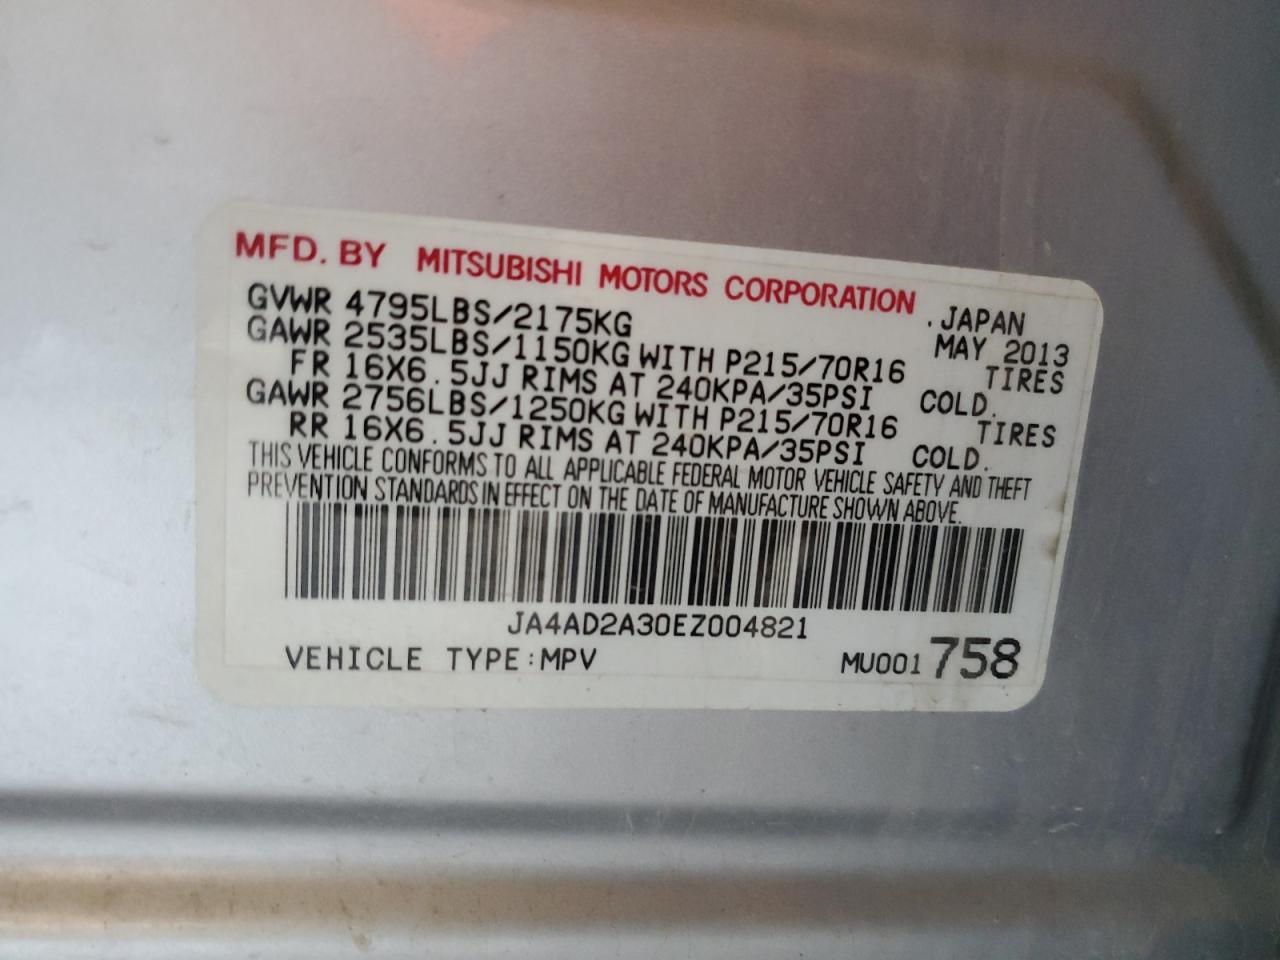 MFD. BY MITSUBISHI MOTORS CORPORATION . JAPAN
GVWR 4795LBS/2175KG MAY 2013
GAWR 2535LBS/1150KG WITH P215/70R16 TIRES
FR 16X6.5JJ RIMS AT 240KPA/35PSI COLD.
GAWR 2756LBS/1250KG WITH P215/70R16 TIRES
RR 16X6.5JJ RIMS AT 240KPA/35PSI COLD.
THIS VEHICLE CONFORMS TO ALL APPLICABLE FEDERAL MOTOR VEHICLE SAFETY AND THEFT
PREVENTION STANDARDS IN EFFECT ON THE DATE OF MANUFACTURE SHOWN ABOVE.
JA4AD2A30EZ004821
VEHICLE TYPE:MPV MU001758